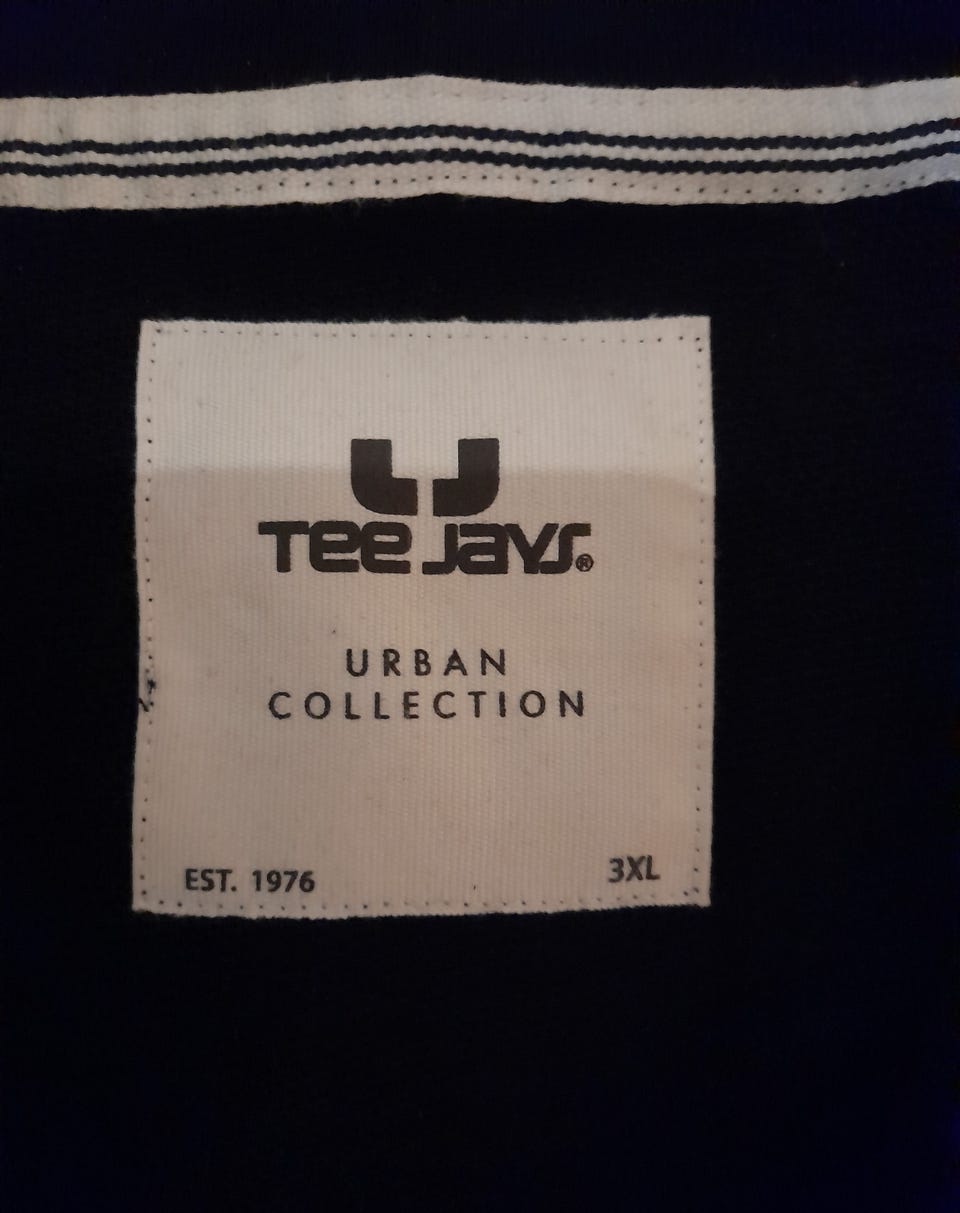 Tee Jays®
URBAN
COLLECTION
EST. 1976
3XL